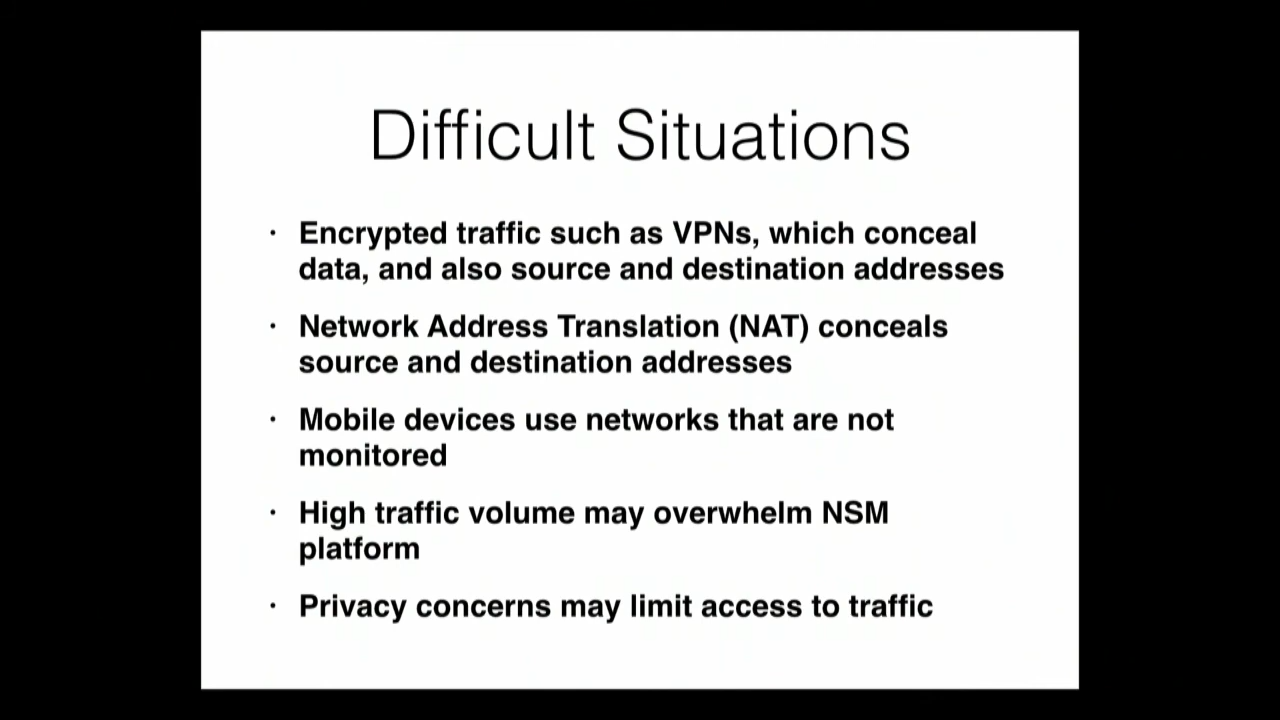 Difficult Situations
• Encrypted traffic such as VPNs, which conceal
data, and also source and destination addresses
• Network Address Translation (NAT) conceals
source and destination addresses
• Mobile devices use networks that are not
monitored
• High traffic volume may overwhelm NSM
platform
• Privacy concerns may limit access to traffic